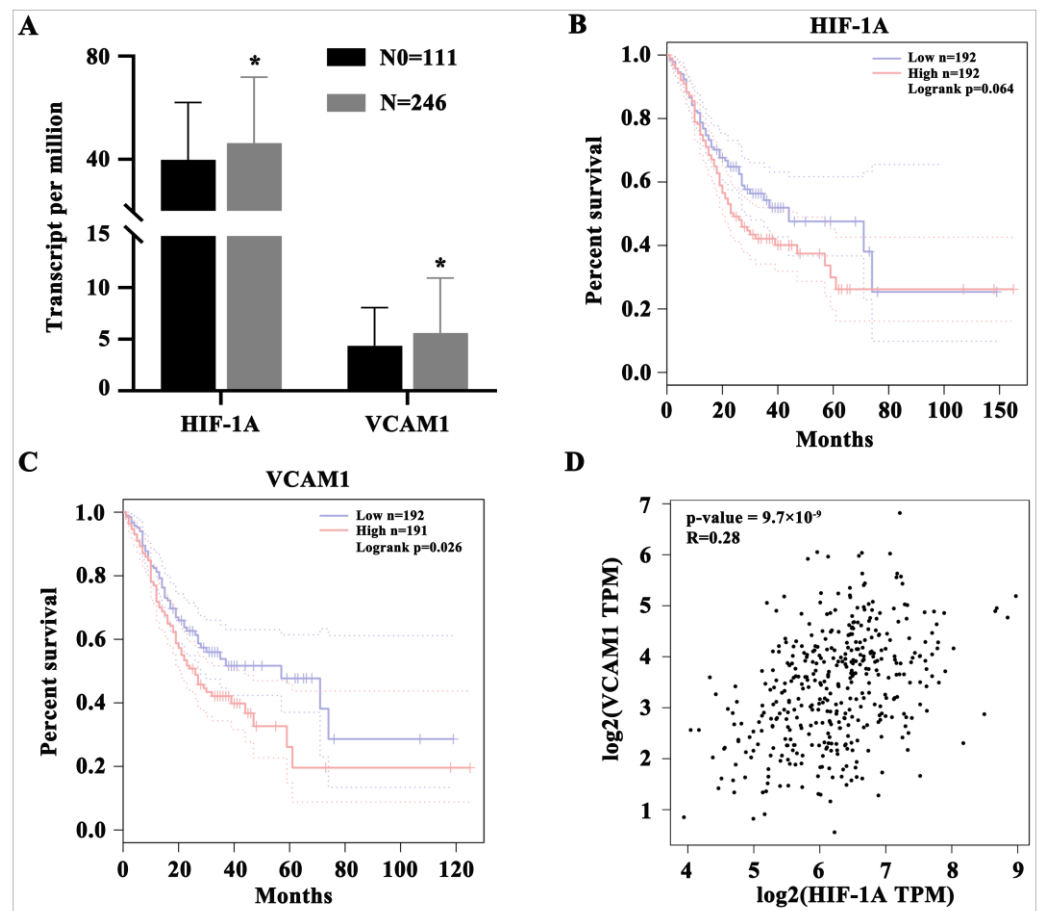 A
80
40
15
10
5
0
Transcript per million
*
*
N0=111
N=246
HIF-1A
VCAM1
B
HIF-1A
Low n=192
High n=192
Logrank p=0.064
1.0
0.8
0.6
0.4
0.2
0.0
Percent survival
0 20 40 60 80 100 150
Months
C
VCAM1
Low n=192
High n=191
Logrank p=0.026
1.0
0.8
0.6
0.4
0.2
0.0
Percent survival
0 20 40 60 80 100 120
Months
D
p-value = 9.7×10⁻⁹
R=0.28
7
6
5
4
3
2
1
log2(VCAM1 TPM)
4 5 6 7 8 9
log2(HIF-1A TPM)